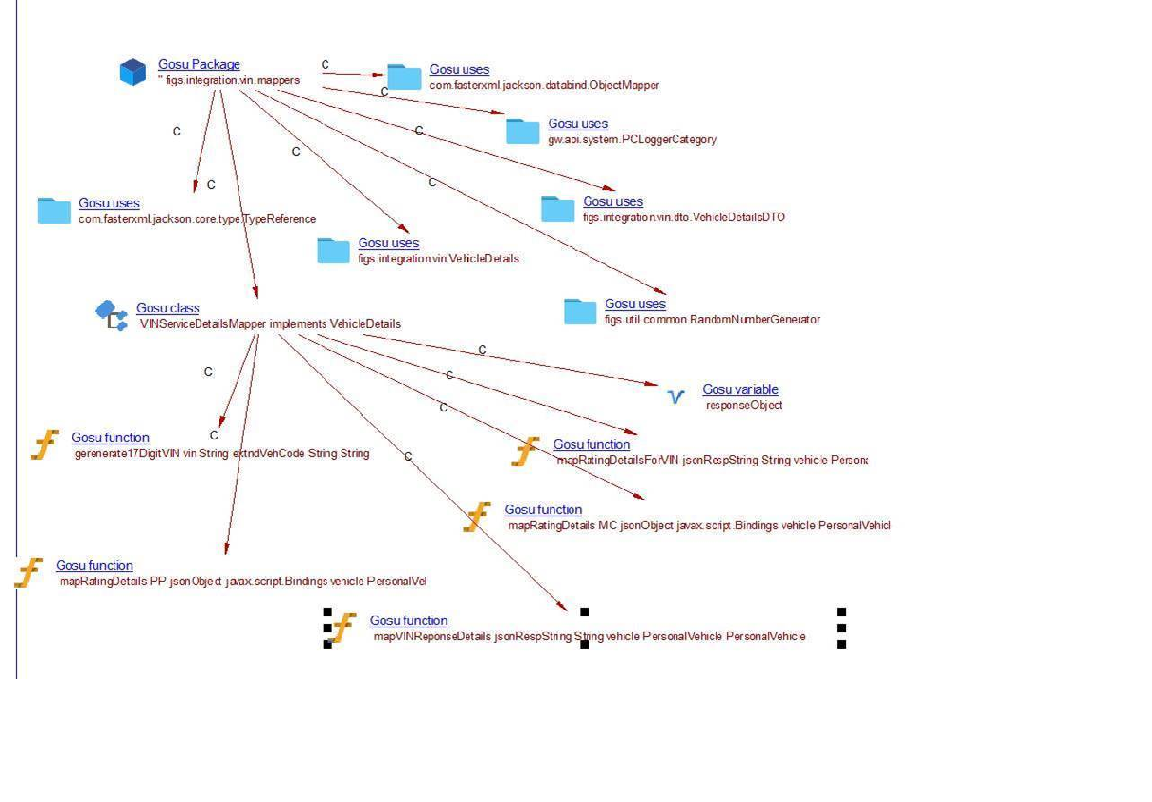 Gosu Package
" figs.integration.vin.mappers
C
Gosu uses
com.fasterxml.jackson.databind.ObjectMapper
C
Gosu uses
gw.api.system.PCLoggerCategory
C
C
C
C
C
Gosu uses
com.fasterxml.jackson.core.type.TypeReference
Gosu uses
figs.integration.vin.dto.VehicleDetailsDTO
Gosu uses
figs.integration.vin.VehicleDetails
Gosu class
VINServiceDetailsMapper implements VehicleDetails
Gosu uses
figs.util.common.RandomNumberGenerator
C
C
C
C
Gosu variable
responseObject
C
C
Gosu function
gerenerate17DigitVIN vin String extndVehCode String String
Gosu function
mapRatingDetailsForVIN jsonRespString String vehicle Persona
Gosu function
mapRatingDetails MC jsonObject javax.script.Bindings vehicle PersonalVehicl
Gosu function
mapRatingDetails PP jsonObject javax.script.Bindings vehicle PersonalVel
Gosu function
mapVINReponseDetails jsonRespString String vehicle PersonalVehicle PersonalVehicle